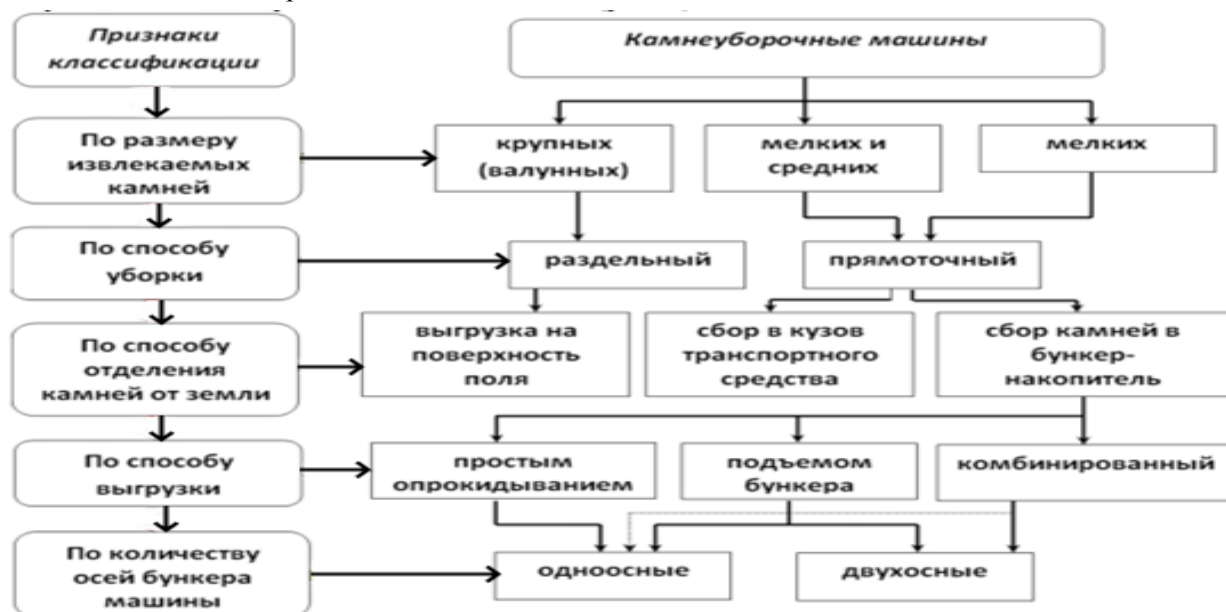 Признаки
классификации
Камнеуборочные машины
По размеру
извлекаемых
камней
крупных
(валунных)
мелких и
средних
мелких
По способу
уборки
раздельный
прямоточный
По способу
отделения
камней от земли
выгрузка на
поверхность
поля
сбор в кузов
транспортного
средства
сбор камней в
бункер-
накопитель
По способу
выгрузки
простым
опрокидыванием
подъемом
бункера
комбинированный
По количеству
осей бункера
машины
одноосные
двухосные